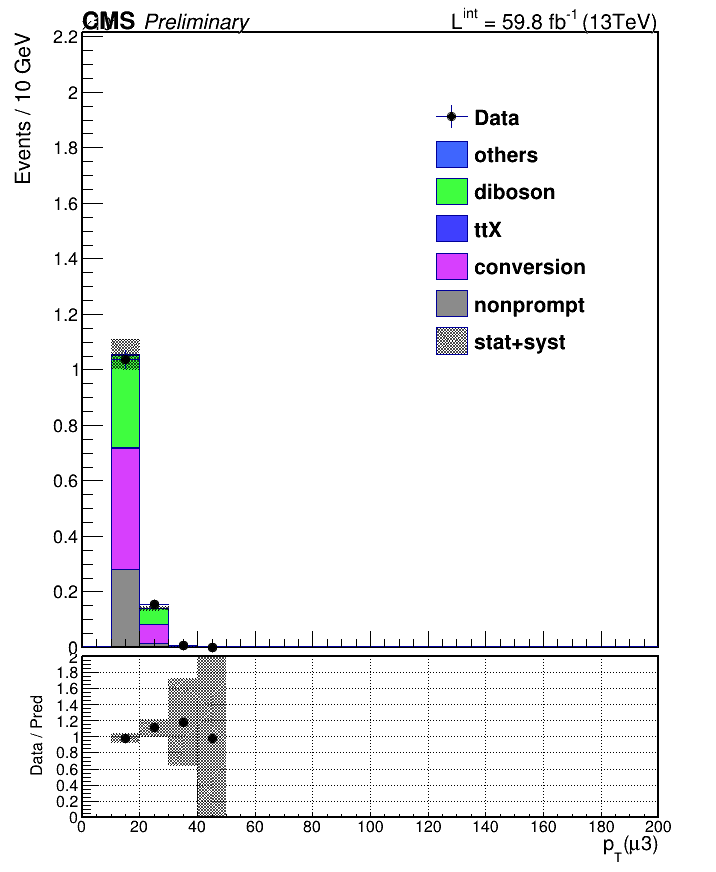 CMS Preliminary
L^int = 59.8 fb^-1 (13TeV)
Events / 10 GeV
2.2
2
1.8
1.6
1.4
1.2
1
0.8
0.6
0.4
0.2
0
Data
others
diboson
ttX
conversion
nonprompt
stat+syst
Data / Pred
2
1.8
1.6
1.4
1.2
1
0.8
0.6
0.4
0.2
0
0 20 40 60 80 100 120 140 160 180 200
p_T(μ3)